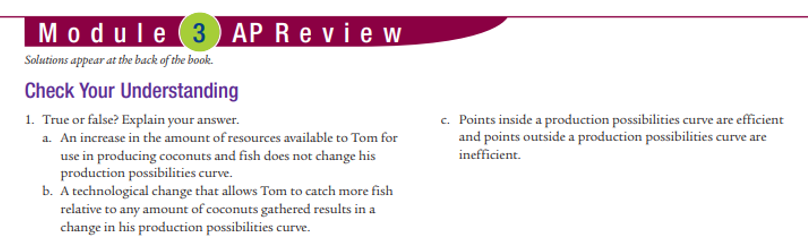 Module 3 AP Review
Solutions appear at the back of the book.
Check Your Understanding
1. True or false? Explain your answer.
a. An increase in the amount of resources available to Tom for
use in producing coconuts and fish does not change his
production possibilities curve.
b. A technological change that allows Tom to catch more fish
relative to any amount of coconuts gathered results in a
change in his production possibilities curve.
c. Points inside a production possibilities curve are efficient
and points outside a production possibilities curve are
inefficient.